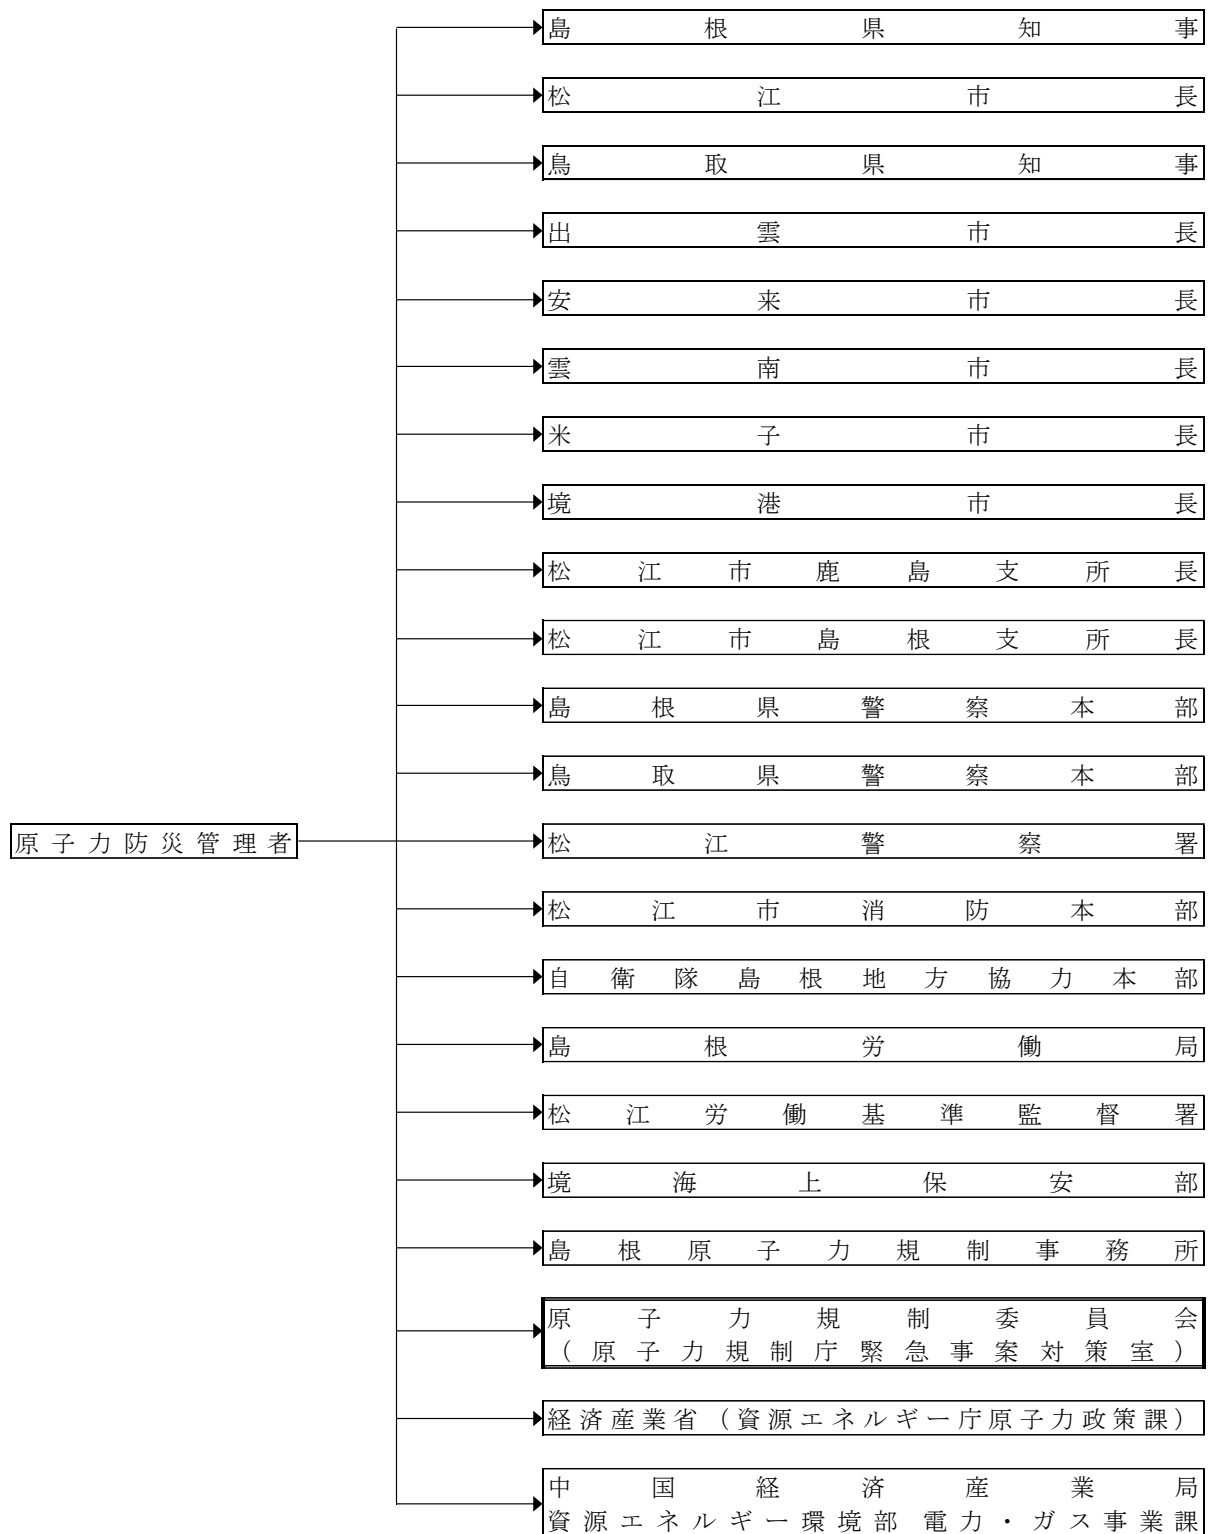 島根県知事
松江市長
鳥取県知事
出雲市長
安来市長
雲南市長
米子市長
境港市長
松江市鹿島支所長
松江市島根支所長
島根県警察本部
鳥取県警察本部
原子力防災管理者
松江警察署
松江市消防本部
自衛隊島根地方協力本部
島根労働局
松江労働基準監督署
境海上保安部
島根原子力規制事務所
原子力規制委員会
（原子力規制庁緊急事案対策室）
経済産業省（資源エネルギー庁原子力政策課）
中国経済産業局
資源エネルギー環境部 電力・ガス事業課